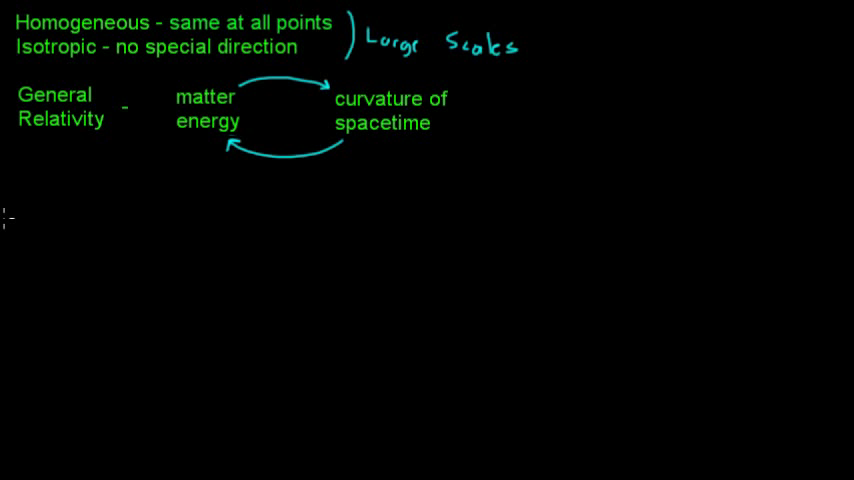 Homogeneous - same at all points
Isotropic - no special direction
Large Scales
General Relativity - matter energy
curvature of spacetime